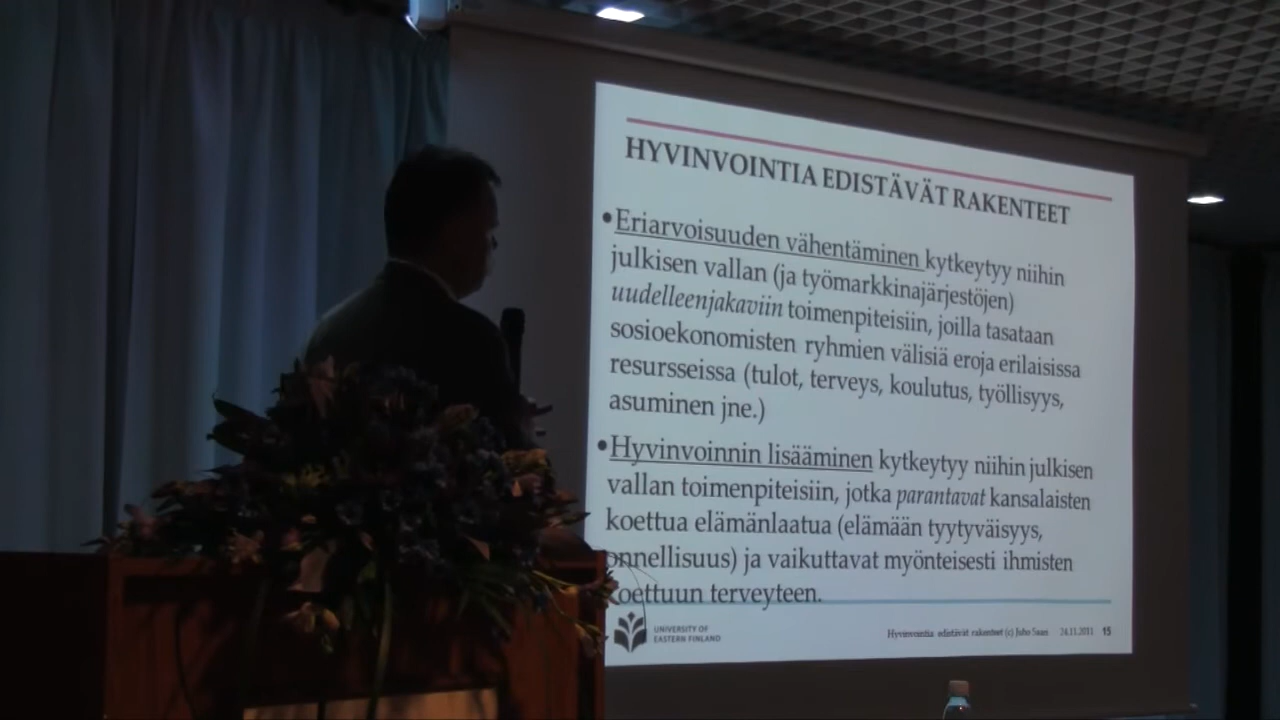 HYVINVOINTIA EDISTÄVÄT RAKENTEET
•Eriarvoisuuden vähentäminen kytkeytyy niihin
julkisen vallan (ja työmarkkinajärjestöjen)
uudelleenjakaviin toimenpiteisiin, joilla tasataan
sosioekonomisten ryhmien välisiä eroja erilaisissa
resursseissa (tulot, terveys, koulutus, työllisyys,
asuminen jne.)
•Hyvinvoinnin lisääminen kytkeytyy niihin julkisen
vallan toimenpiteisiin, jotka parantavat kansalaisten
koettua elämänlaatua (elämään tyytyväisyys,
onnellisuus) ja vaikuttavat myönteisesti ihmisten
koettuun terveyteen.
UNIVERSITY OF
EASTERN FINLAND
Hyvinvointia edistävät rakenteet (c) Juho Saari 24.11.2011 15